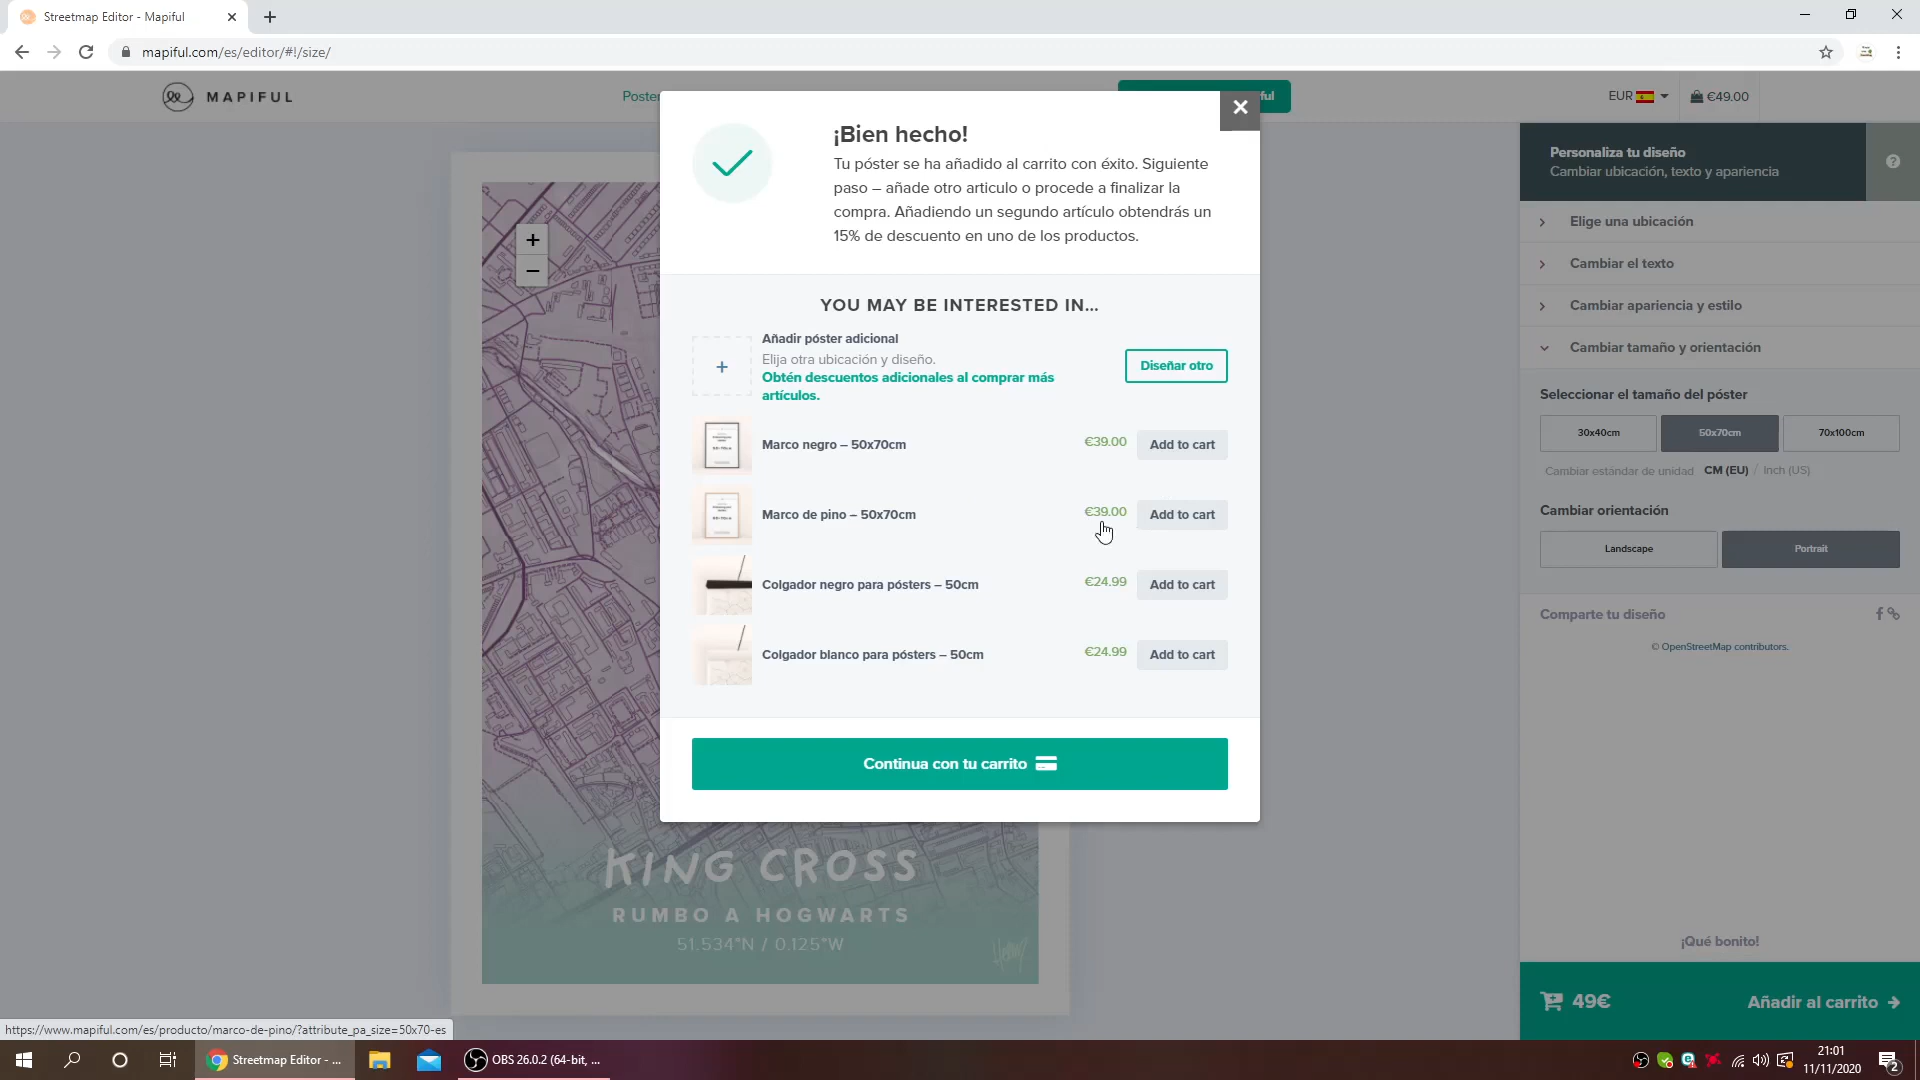 Streetmap Editor - Mapiful
mapiful.com/es/editor/#!/size/
MAPIFUL
Poster
ful
EUR
€49.00
¡Bien hecho!
Tu póster se ha añadido al carrito con éxito. Siguiente
paso – añade otro articulo o procede a finalizar la
compra. Añadiendo un segundo artículo obtendrás un
15% de descuento en uno de los productos.
YOU MAY BE INTERESTED IN...
Añadir póster adicional
Elija otra ubicación y diseño.
Obtén descuentos adicionales al comprar más
artículos.
Diseñar otro
Marco negro – 50x70cm
€39.00
Add to cart
Marco de pino – 50x70cm
€39.00
Add to cart
Colgador negro para pósters – 50cm
€24.99
Add to cart
Colgador blanco para pósters – 50cm
€24.99
Add to cart
Continua con tu carrito
KING CROSS
RUMBO A HOGWARTS
51.534°N / 0.125°W
Personaliza tu diseño
Cambiar ubicación, texto y apariencia
Elige una ubicación
Cambiar el texto
Cambiar apariencia y estilo
Cambiar tamaño y orientación
Seleccionar el tamaño del póster
30x40cm
50x70cm
70x100cm
Cambiar estándar de unidad CM (EU) / Inch (US)
Cambiar orientación
Landscape
Portrait
Comparte tu diseño
© OpenStreetMap contributors.
¡Qué bonito!
49€
Añadir al carrito
https://www.mapiful.com/es/producto/marco-de-pino/?attribute_pa_size=50x70-es
Streetmap Editor - ...
OBS 26.0.2 (64-bit, ...
21:01
11/11/2020
2